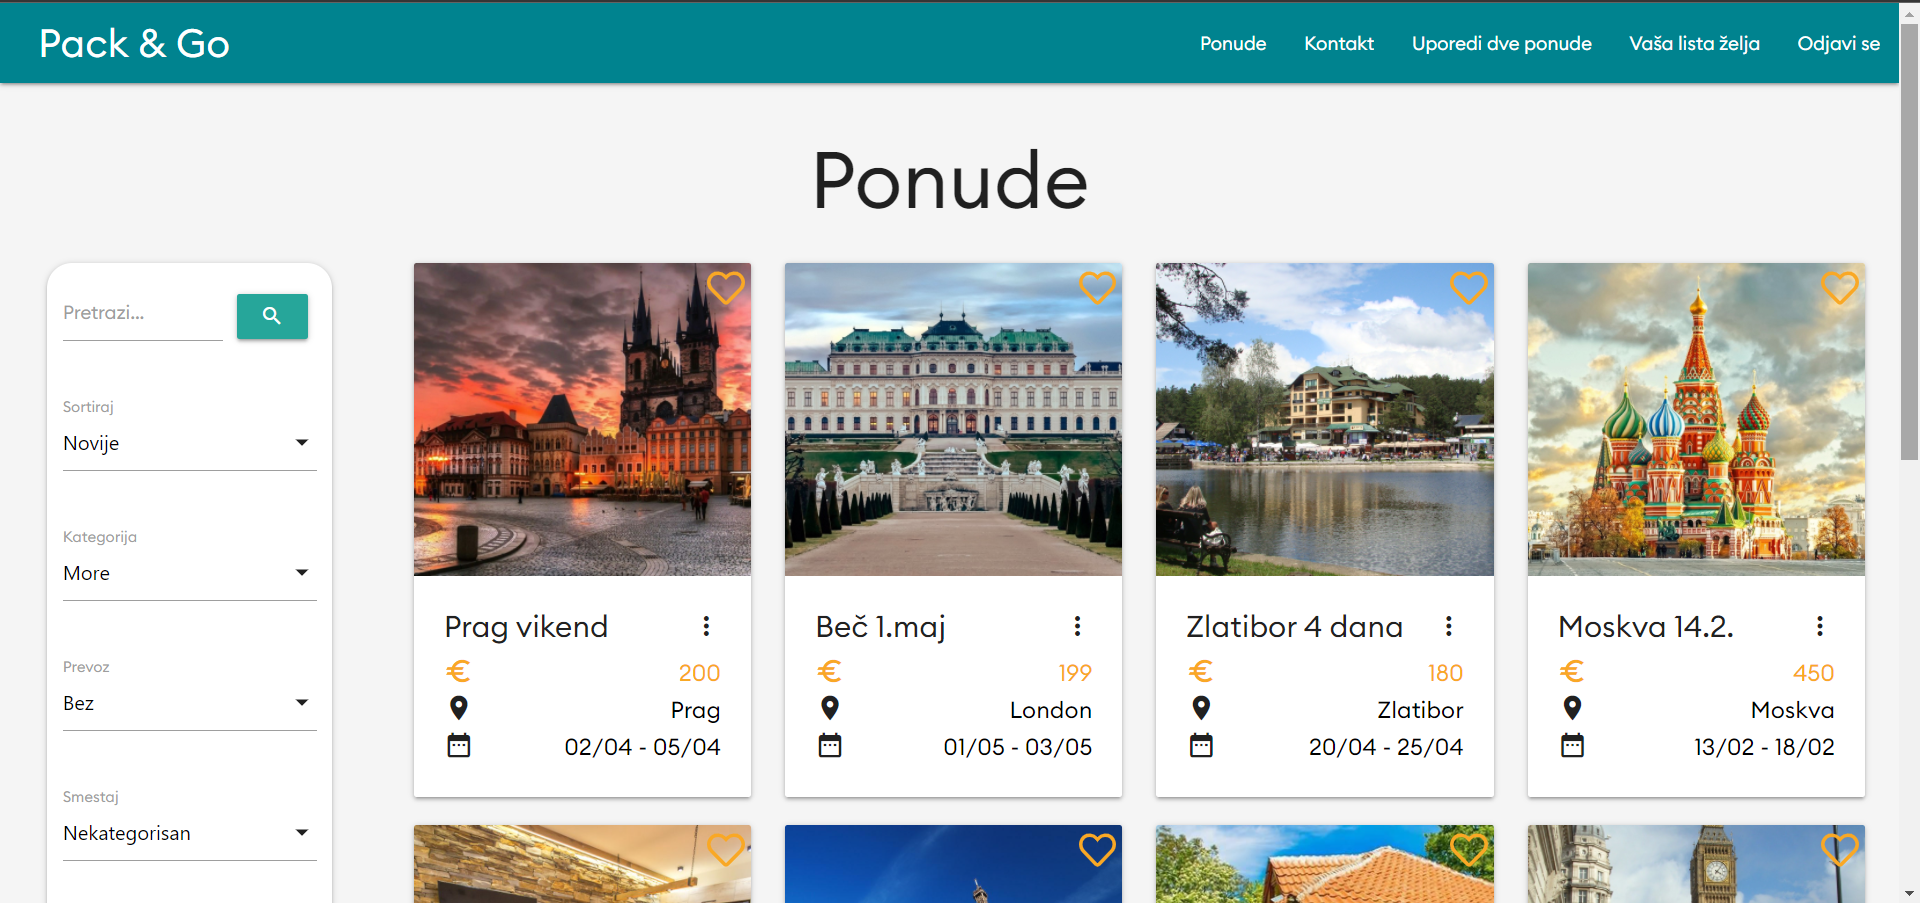 Pack & Go
Ponude Kontakt Uporedi dve ponude Vaša lista želja Odjavi se
Ponude
Pretrazi...
Sortiraj
Novije
Kategorija
More
Prevoz
Bez
Smestaj
Nekategorisan
Prag vikend
€ 200
Prag
02/04 - 05/04
Beč 1.maj
€ 199
London
01/05 - 03/05
Zlatibor 4 dana
€ 180
Zlatibor
20/04 - 25/04
Moskva 14.2.
€ 450
Moskva
13/02 - 18/02